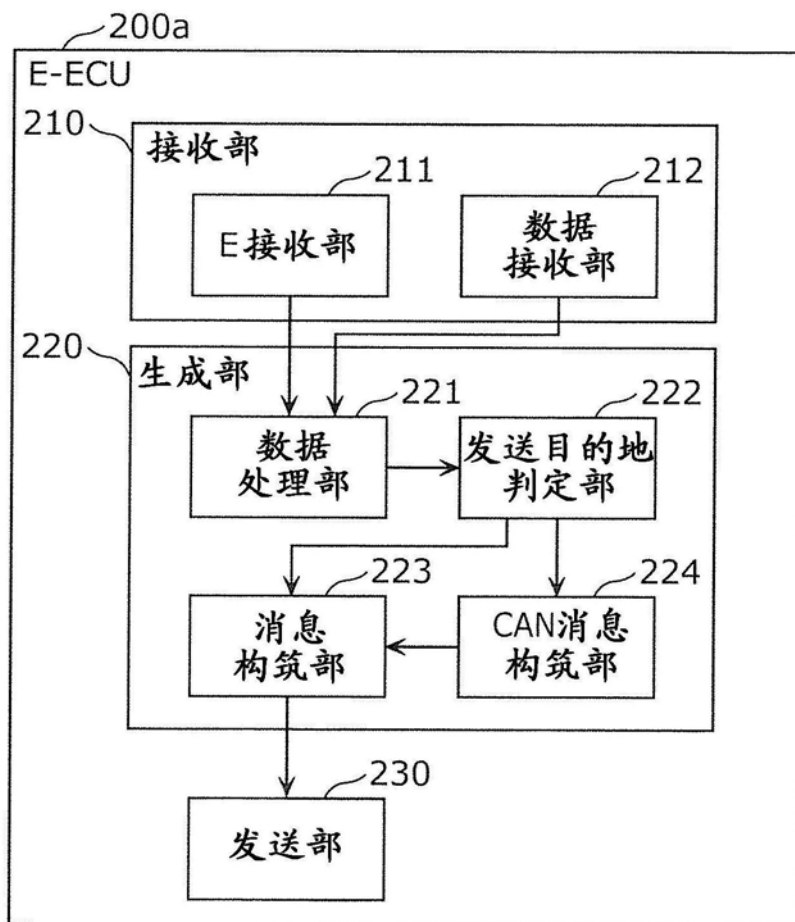 200a
E-ECU
210
接收部
211
212
E接收部
数据
接收部
220
生成部
221
222
数据
处理部
发送目的地
判定部
223
224
消息
构筑部
CAN消息
构筑部
230
发送部